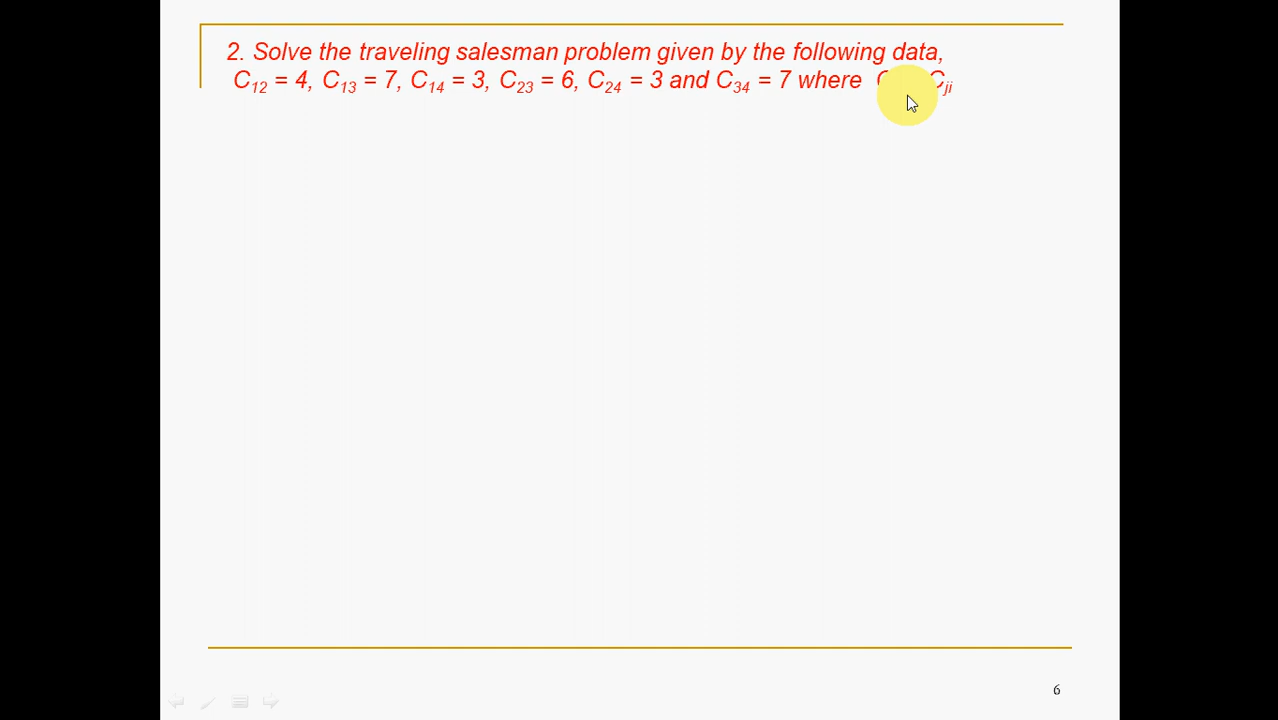 2. Solve the traveling salesman problem given by the following data,
C12 = 4, C13 = 7, C14 = 3, C23 = 6, C24 = 3 and C34 = 7 where Cji
6